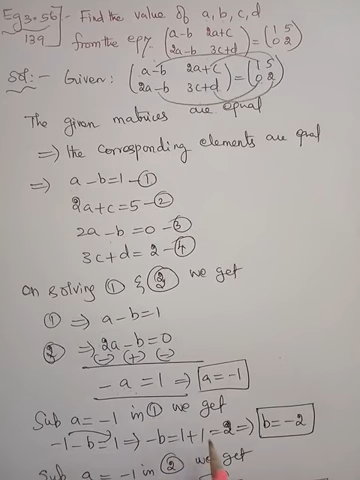 Eg 3.56 :- Find the value of a, b, c, d
139 from the eqn. (a-b 2a+c
2a-b 3c+d) = (1 5
0 2)
Sol :- Given: (a-b 2a+c
2a-b 3c+d) = (1 5
0 2)
The given matrices are equal
⇒ the corresponding elements are equal
⇒ a-b=1 - ①
2a+c=5 - ②
2a-b=0 - ③
3c+d=2 - ④
On solving ① & ③ we get
① ⇒ a-b=1
③ ⇒ 2a-b=0
(-) (+) (-)
-a=1 ⇒ a=-1
Sub a=-1 in ① we get
-1-b=1 ⇒ -b=1+1=2 ⇒ b=-2
Sub a=-1 in ② we get